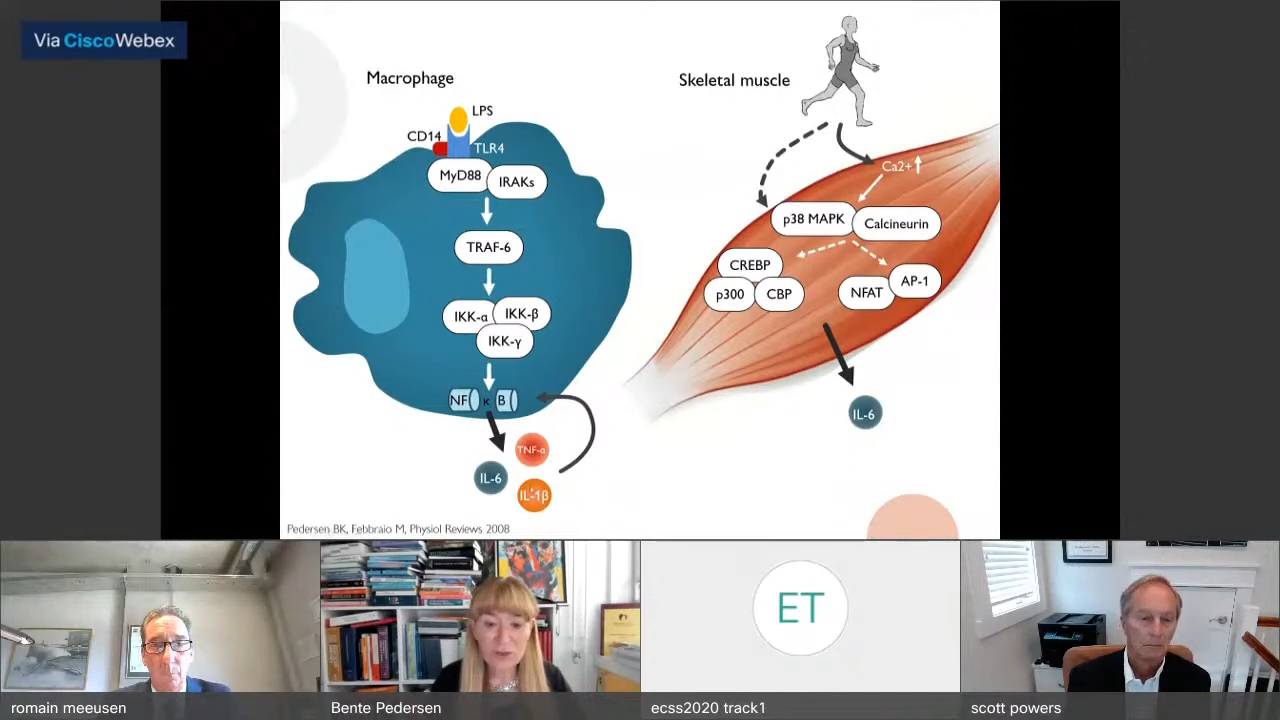 Via CiscoWebex
Macrophage
LPS
CD14
TLR4
MyD88
IRAKs
TRAF-6
IKK-α
IKK-β
IKK-γ
NF κ B
TNF-α
IL-6
IL-1β
Skeletal muscle
Ca2+
p38 MAPK
Calcineurin
CREBP
p300
CBP
NFAT
AP-1
IL-6
Pedersen BK, Febbraio M, Physiol Reviews 2008
ET
romain meeusen
Bente Pedersen
ecss2020 track1
scott powers